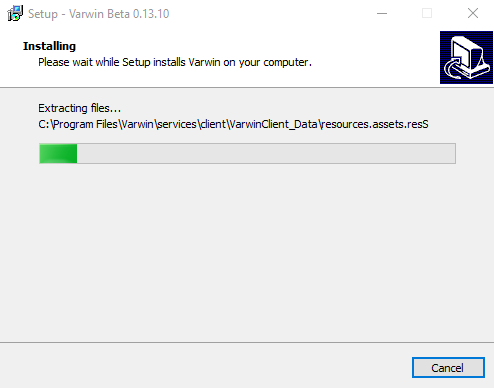 Setup - Varwin Beta 0.13.10
Installing
Please wait while Setup installs Varwin on your computer.
Extracting files...
C:\Program Files\Varwin\services\client\VarwinClient_Data\resources.assets.resS
Cancel